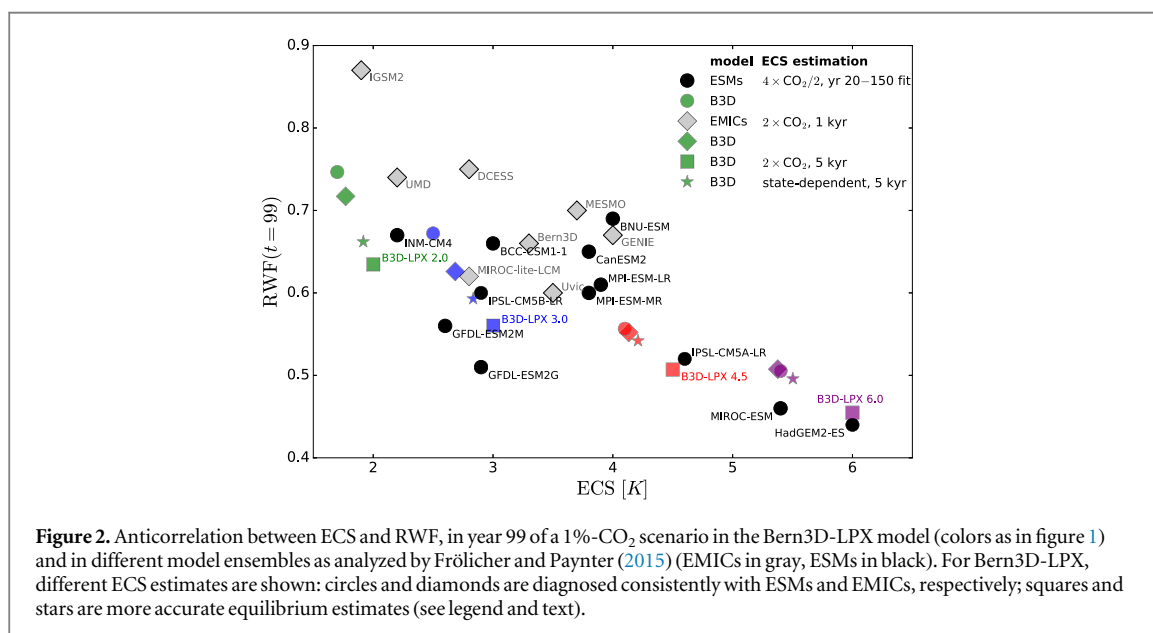 0.9
0.8
0.7
0.6
0.5
0.4
RWF(t = 99)
2
3
4
5
6
ECS [K]
model ECS estimation
ESMs 4 × CO₂/2, yr 20−150 fit
B3D
EMICs 2 × CO₂, 1 kyr
B3D
B3D 2 × CO₂, 5 kyr
B3D state-dependent, 5 kyr
IGSM2
UMD
DCESS
MESMO
BNU-ESM
GENIE
Bern3D
INM-CM4
BCC-CSM1-1
CanESM2
B3D-LPX 2.0
MIROC-lite-LCM
Uvic
MPI-ESM-LR
MPI-ESM-MR
IPSL-CM5B-LR
B3D-LPX 3.0
GFDL-ESM2M
GFDL-ESM2G
IPSL-CM5A-LR
B3D-LPX 4.5
B3D-LPX 6.0
MIROC-ESM
HadGEM2-ES
Figure 2. Anticorrelation between ECS and RWF, in year 99 of a 1%-CO₂ scenario in the Bern3D-LPX model (colors as in figure 1)
and in different model ensembles as analyzed by Frölicher and Paynter (2015) (EMICs in gray, ESMs in black). For Bern3D-LPX,
different ECS estimates are shown: circles and diamonds are diagnosed consistently with ESMs and EMICs, respectively; squares and
stars are more accurate equilibrium estimates (see legend and text).